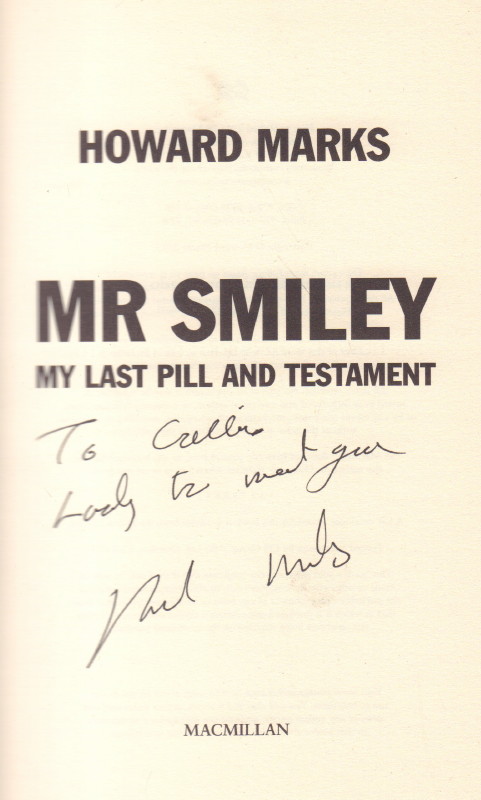 HOWARD MARKS
MR SMILEY
MY LAST PILL AND TESTAMENT
To
Lovely to meet you
MACMILLAN